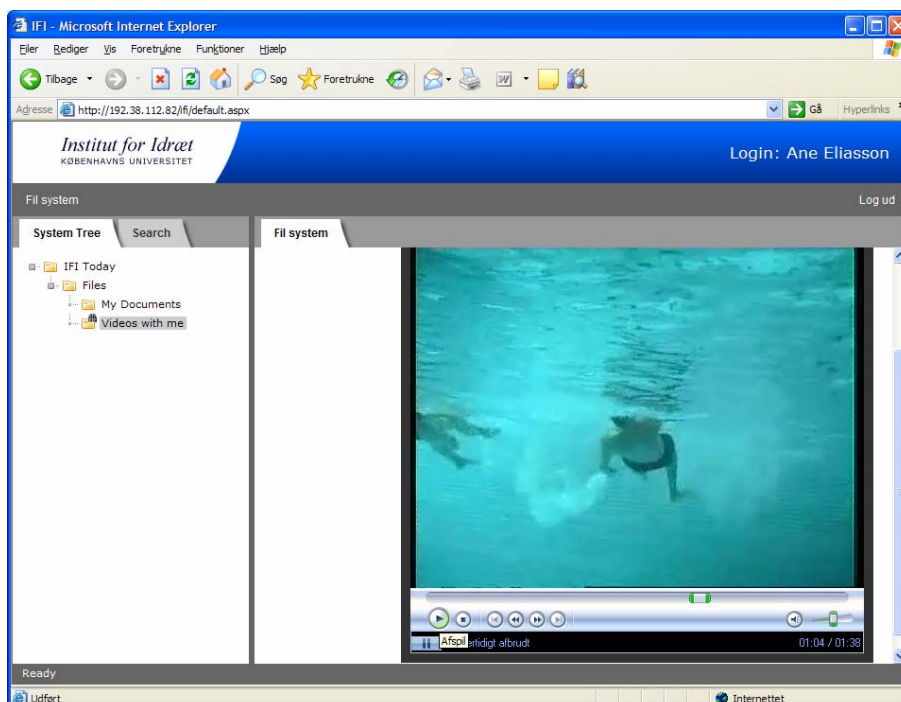 IFI - Microsoft Internet Explorer
Filer Rediger Vis Foretrukne Funktioner Hjælp
Tilbage Søg Foretrukne
Adresse http://192.38.112.82/ifi/default.aspx Gå Hyperlinks
Institut for Idræt
KØBENHAVNS UNIVERSITET
Login: Ane Eliasson
Fil system Log ud
System Tree Search Fil system
IFI Today
Files
My Documents
Videos with me
Afspil ertidigt afbrudt 01:04 / 01:38
Ready
Udført Internettet